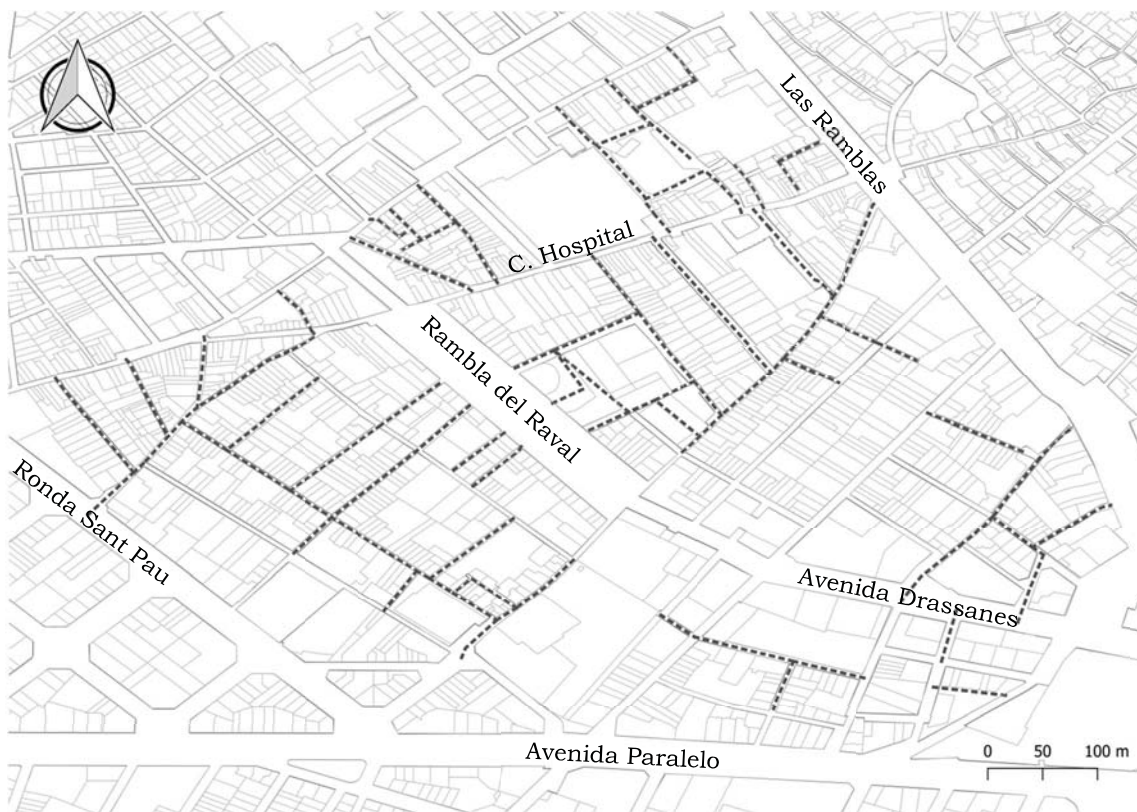 Las Ramblas
C. Hospital
Rambla del Raval
Ronda Sant Pau
Avenida Drassanes
Avenida Paralelo
0 50 100 m